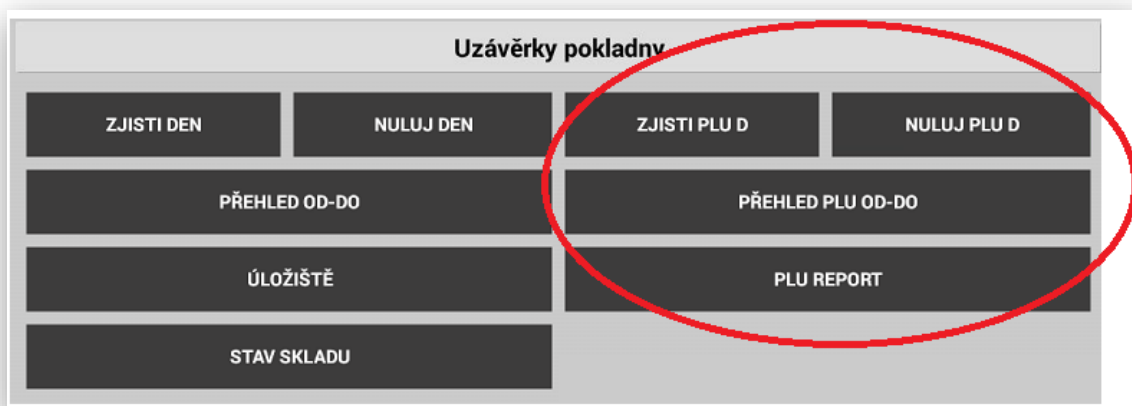 Uzávěrky pokladny
ZJISTI DEN NULUJ DEN ZJISTI PLU D NULUJ PLU D
PŘEHLED OD-DO PŘEHLED PLU OD-DO
ÚLOŽIŠTĚ PLU REPORT
STAV SKLADU